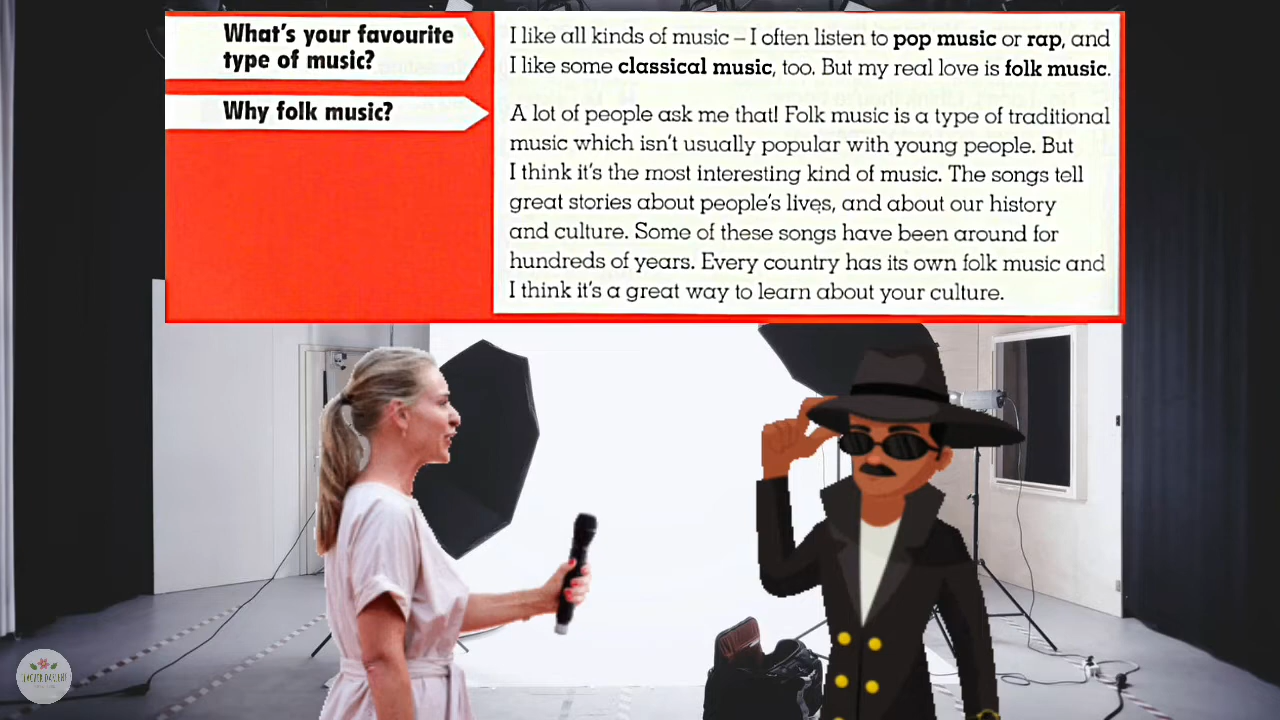 What's your favourite
type of music?
I like all kinds of music – I often listen to pop music or rap, and
I like some classical music, too. But my real love is folk music.
Why folk music?
A lot of people ask me that! Folk music is a type of traditional
music which isn't usually popular with young people. But
I think it's the most interesting kind of music. The songs tell
great stories about people's lives, and about our history
and culture. Some of these songs have been around for
hundreds of years. Every country has its own folk music and
I think it's a great way to learn about your culture.